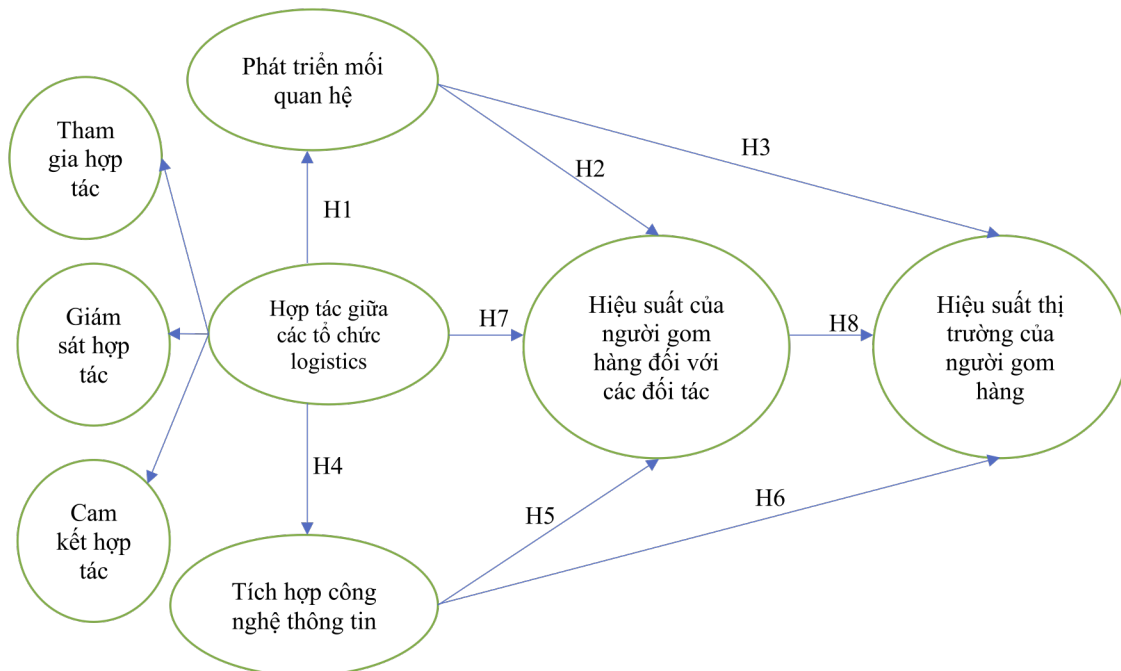 Phát triển mối
quan hệ
Tham
gia hợp
tác
H3
H2
H1
Giám
sát hợp
tác
Hợp tác giữa
các tổ chức
logistics
H7
Hiệu suất của
người gom
hàng đối với
các đối tác
H8
Hiệu suất thị
trường của
người gom
hàng
H4
Cam
kết hợp
tác
H5
H6
Tích hợp công
nghệ thông tin